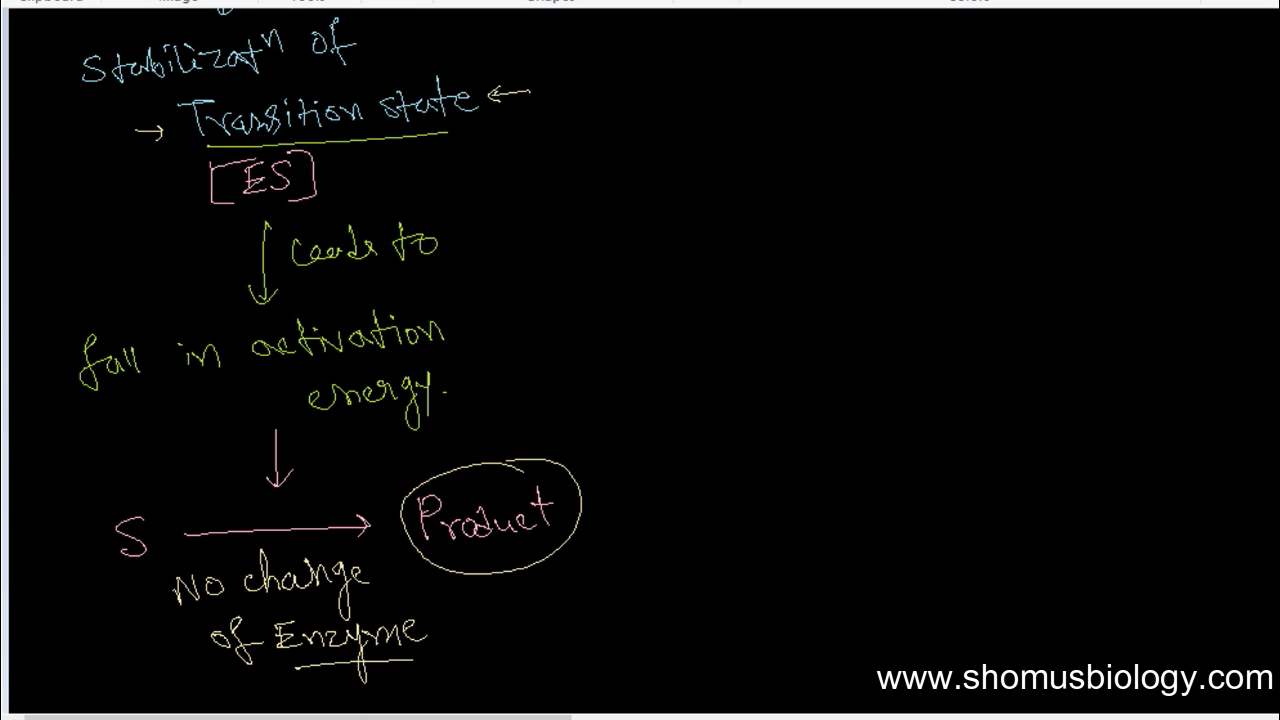 Stabilizatn of
→ Transition state ←
[ES]
leads to
fall in activation
energy.
S → Product
No change
of Enzyme
www.shomusbiology.com